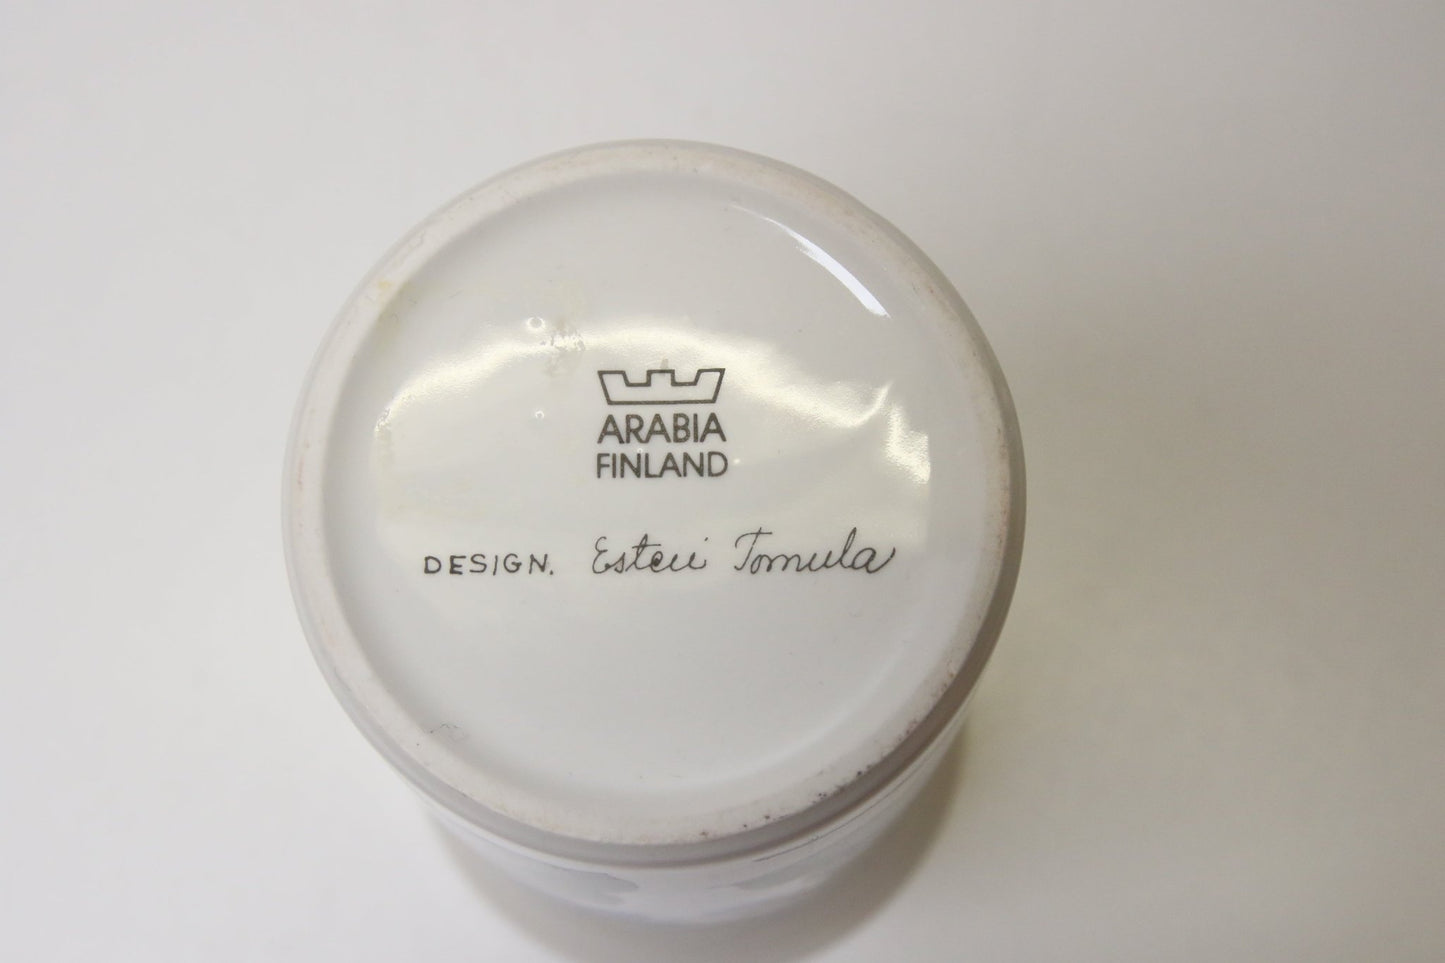 ARABIA
FINLAND
DESIGN. Esteri Tomula